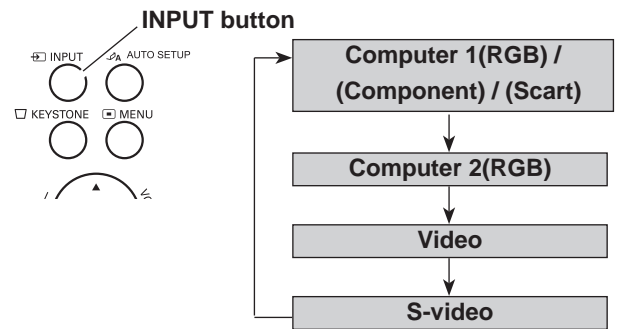 INPUT button
INPUT
AUTO SETUP
KEYSTONE
MENU
Computer 1(RGB) /
(Component) / (Scart)
Computer 2(RGB)
Video
S-video